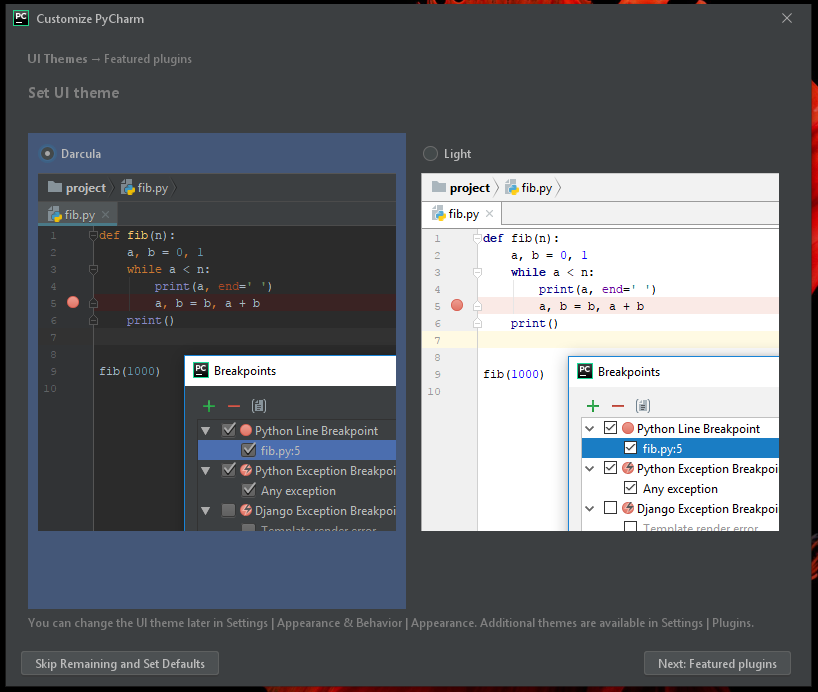 PC Customize PyCharm
UI Themes → Featured plugins
Set UI theme
Darcula
project fib.py
fib.py
1 def fib(n):
2 a, b = 0, 1
3 while a < n:
4 print(a, end=' ')
5 a, b = b, a + b
6 print()
7
8
9 fib(1000)
10
PC Breakpoints
Python Line Breakpoint
fib.py:5
Python Exception Breakpoi
Any exception
Django Exception Breakpoi
Template render error
Light
project fib.py
fib.py
1 def fib(n):
2 a, b = 0, 1
3 while a < n:
4 print(a, end=' ')
5 a, b = b, a + b
6 print()
7
8
9 fib(1000)
10
PC Breakpoints
Python Line Breakpoint
fib.py:5
Python Exception Breakpoi
Any exception
Django Exception Breakpoi
Template render error
You can change the UI theme later in Settings | Appearance & Behavior | Appearance. Additional themes are available in Settings | Plugins.
Skip Remaining and Set Defaults
Next: Featured plugins